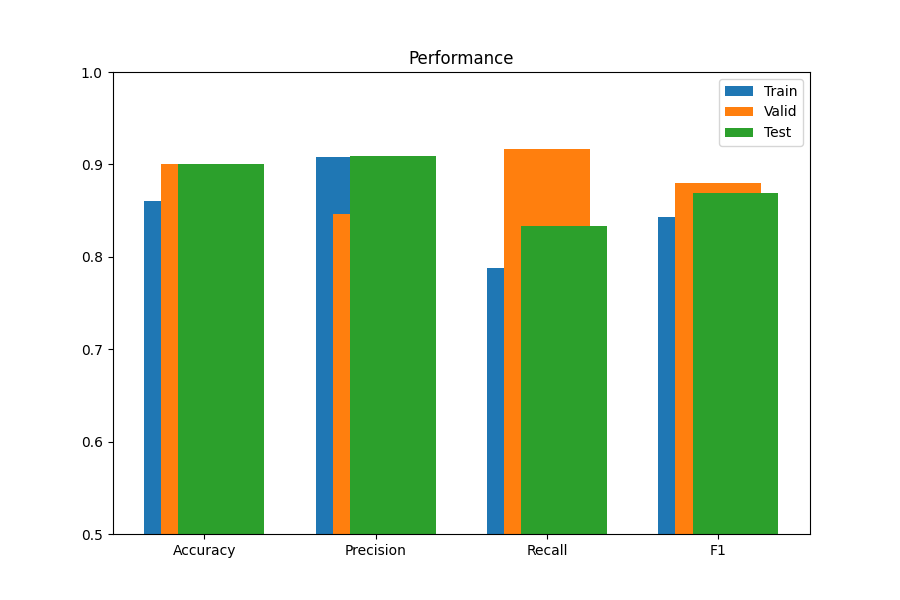 Performance
1.0
0.9
0.8
0.7
0.6
0.5
Train
Valid
Test
Accuracy Precision Recall F1